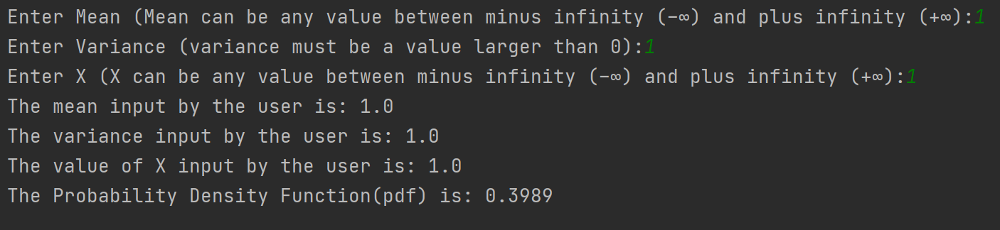 Enter Mean (Mean can be any value between minus infinity (-∞) and plus infinity (+∞):1
Enter Variance (variance must be a value larger than 0):1
Enter X (X can be any value between minus infinity (-∞) and plus infinity (+∞):1
The mean input by the user is: 1.0
The variance input by the user is: 1.0
The value of X input by the user is: 1.0
The Probability Density Function(pdf) is: 0.3989